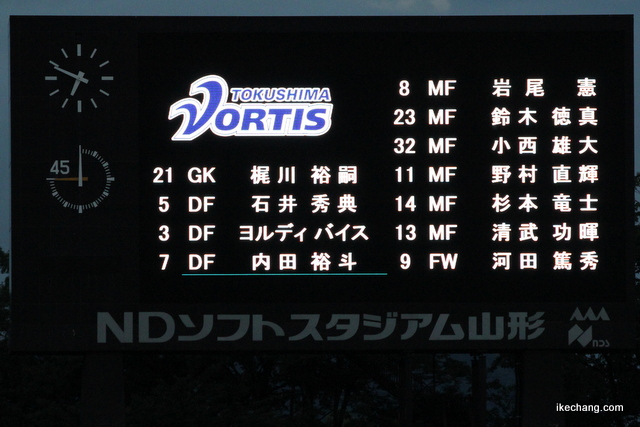 TOKUSHIMA
VORTIS
21 GK 梶川 裕嗣
5 DF 石井 秀典
3 DF ヨルディ バイス
7 DF 内田 裕斗
8 MF 岩尾 憲
23 MF 鈴木 徳真
32 MF 小西 雄大
11 MF 野村 直輝
14 MF 杉本 竜士
13 MF 清武 功暉
9 FW 河田 篤秀
45
NDソフトスタジアム山形
NDS
ikechang.com